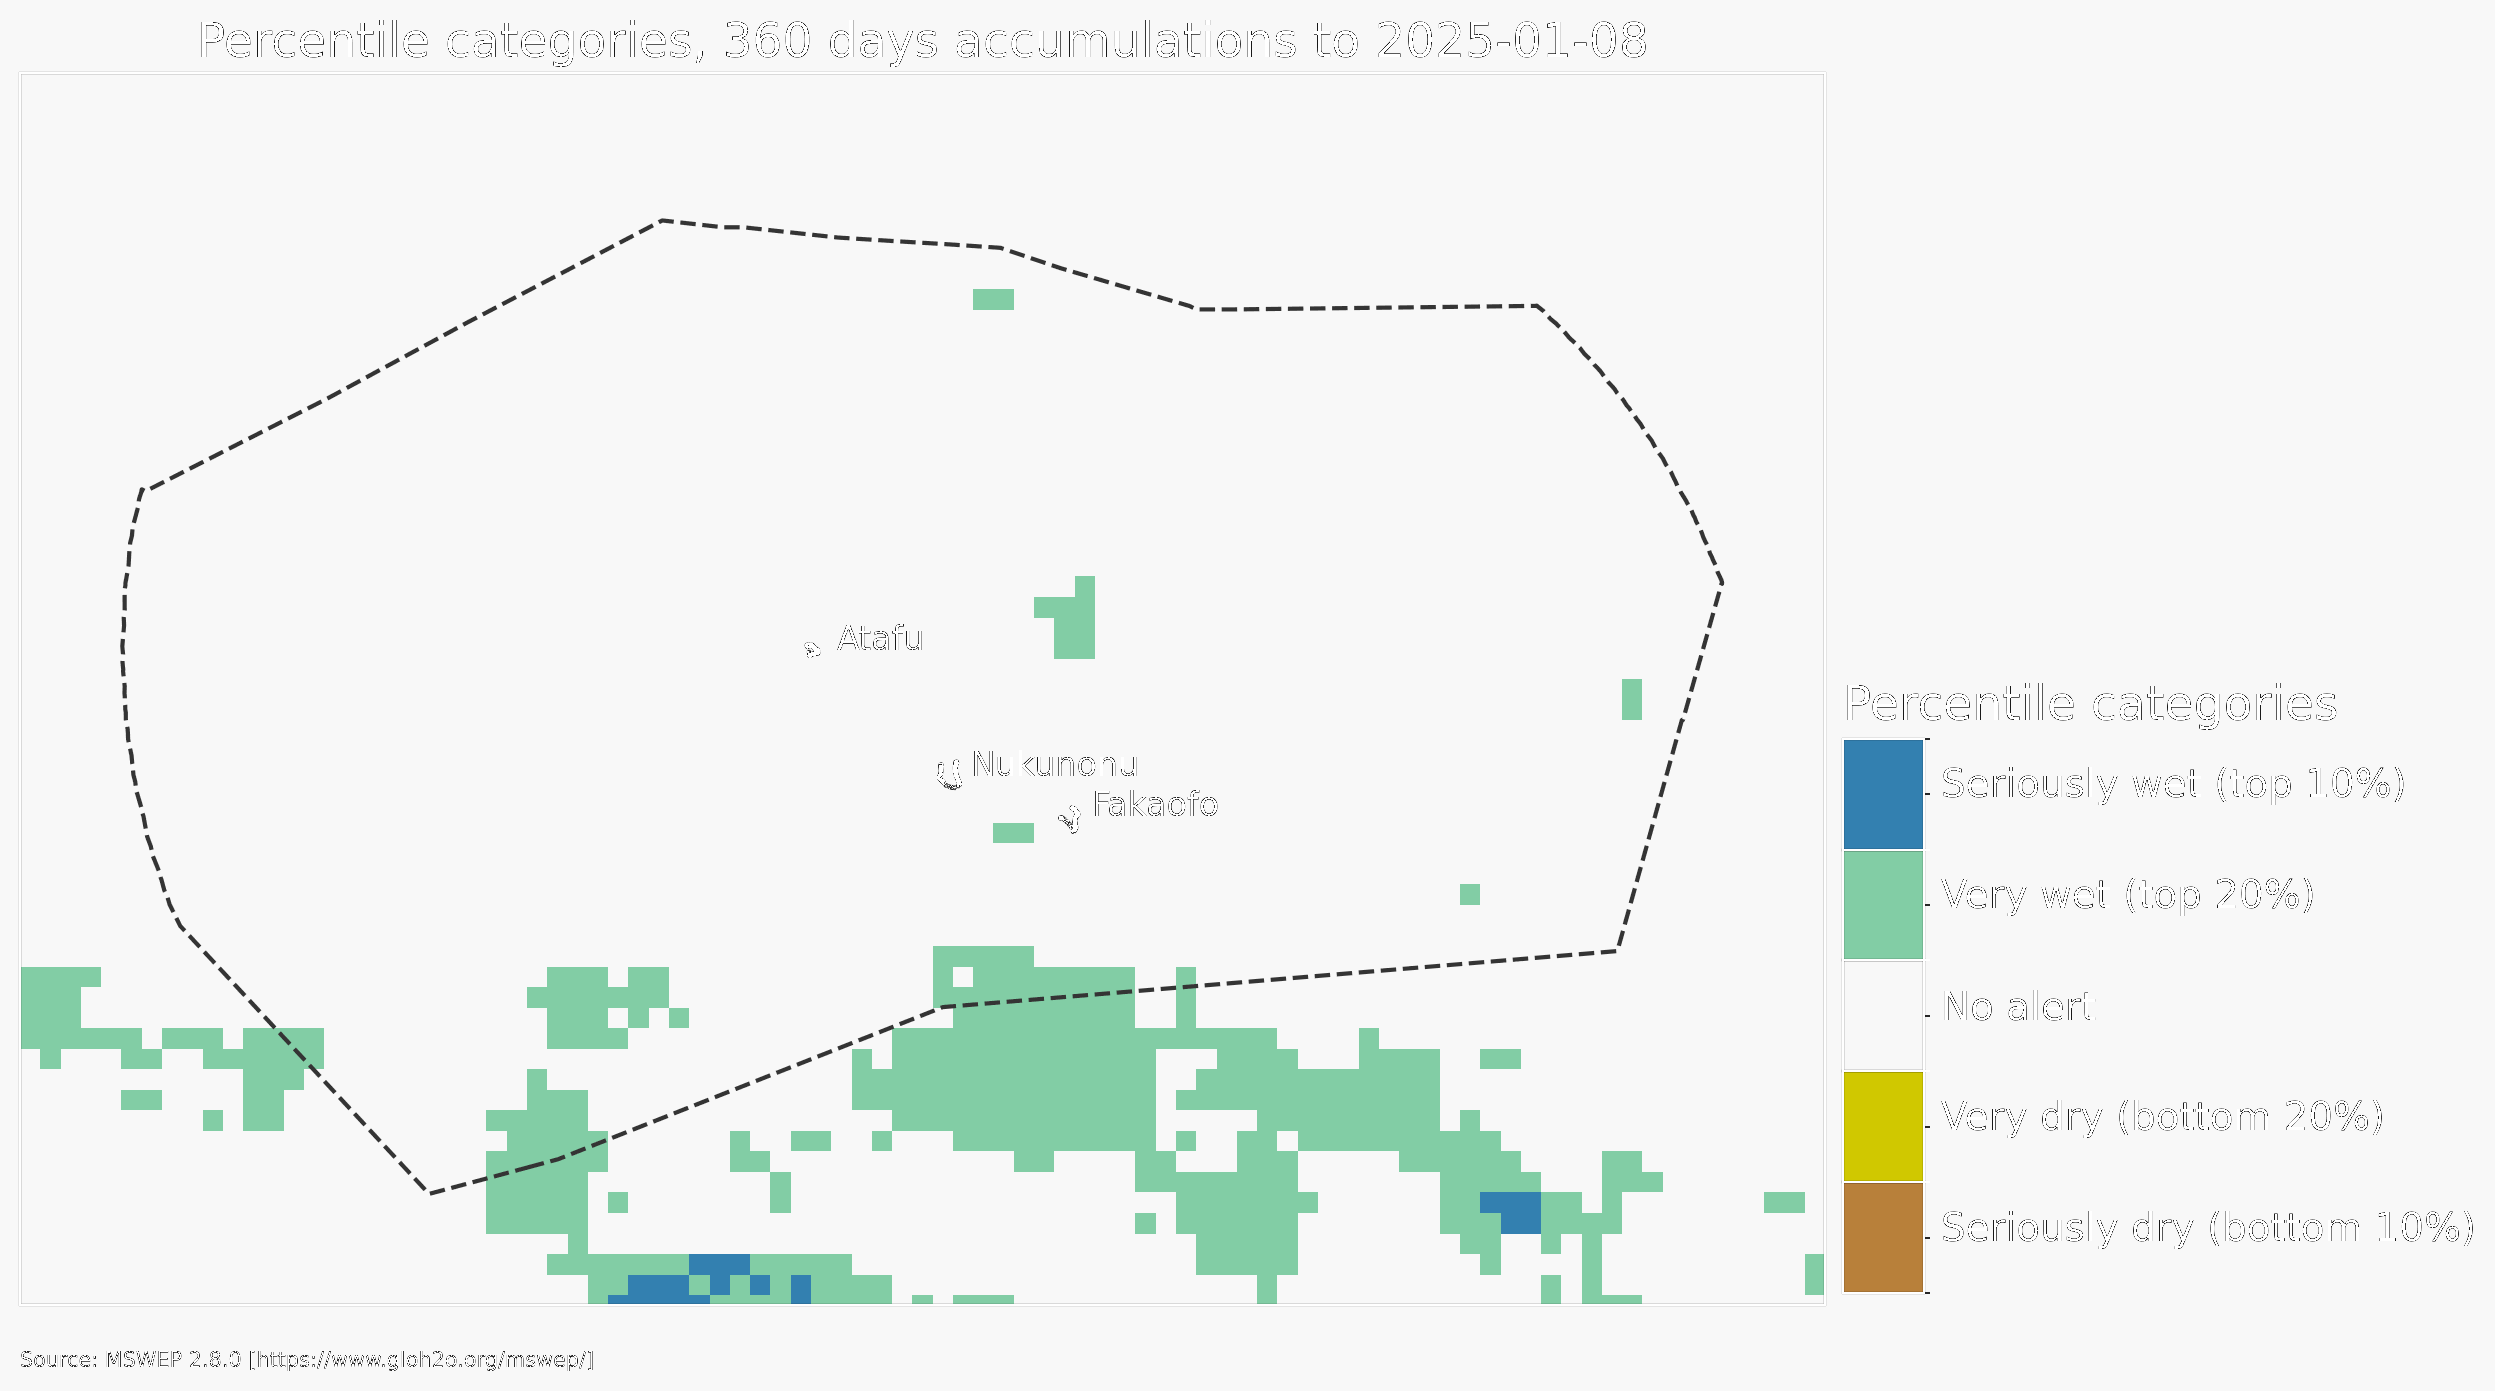 Percentile categories, 360 days accumulations to 2025-01-08
Atafu
Nukunonu
Fakaofo
Percentile categories
Seriously wet (top 10%)
Very wet (top 20%)
No alert
Very dry (bottom 20%)
Seriously dry (bottom 10%)
Source: MSWEP 2.8.0 [https://www.gloh2o.org/mswep/]